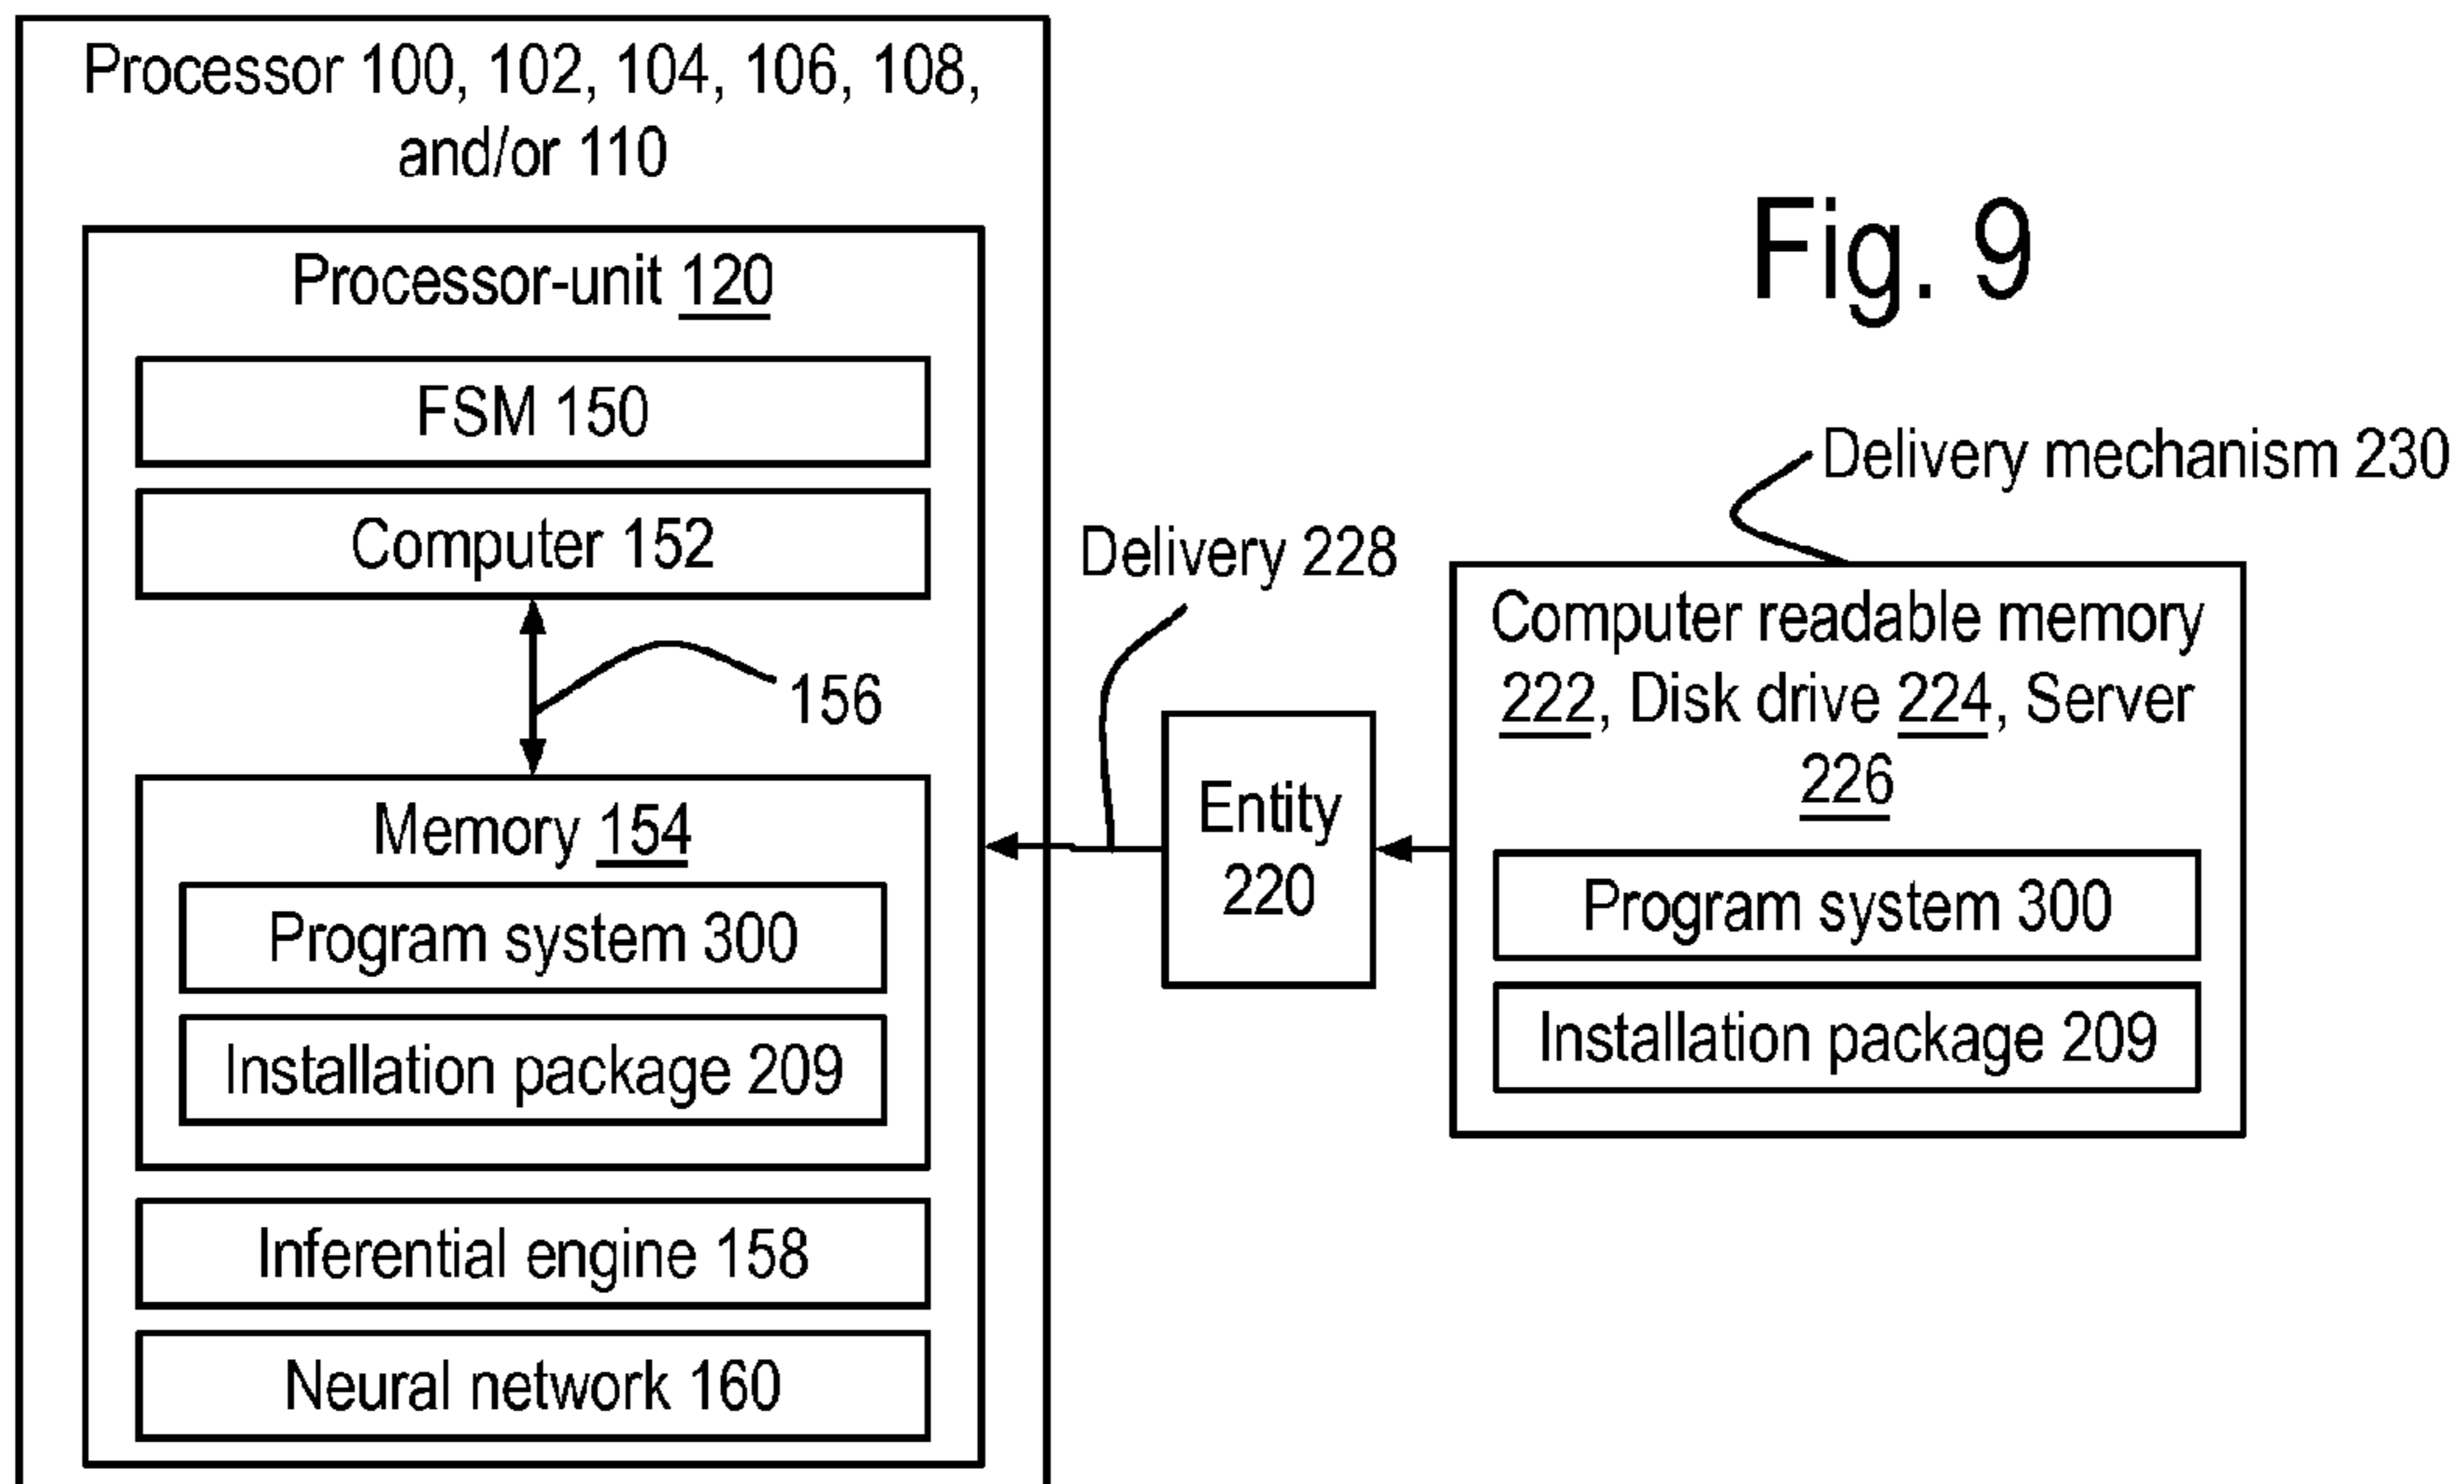 Processor 100, 102, 104, 106, 108,
and/or 110
Processor-unit 120
FSM 150
Computer 152
156
Memory 154
Program system 300
Installation package 209
Inferential engine 158
Neural network 160
Fig. 9
Delivery 228
Entity
220
Delivery mechanism 230
Computer readable memory
222, Disk drive 224, Server
226
Program system 300
Installation package 209